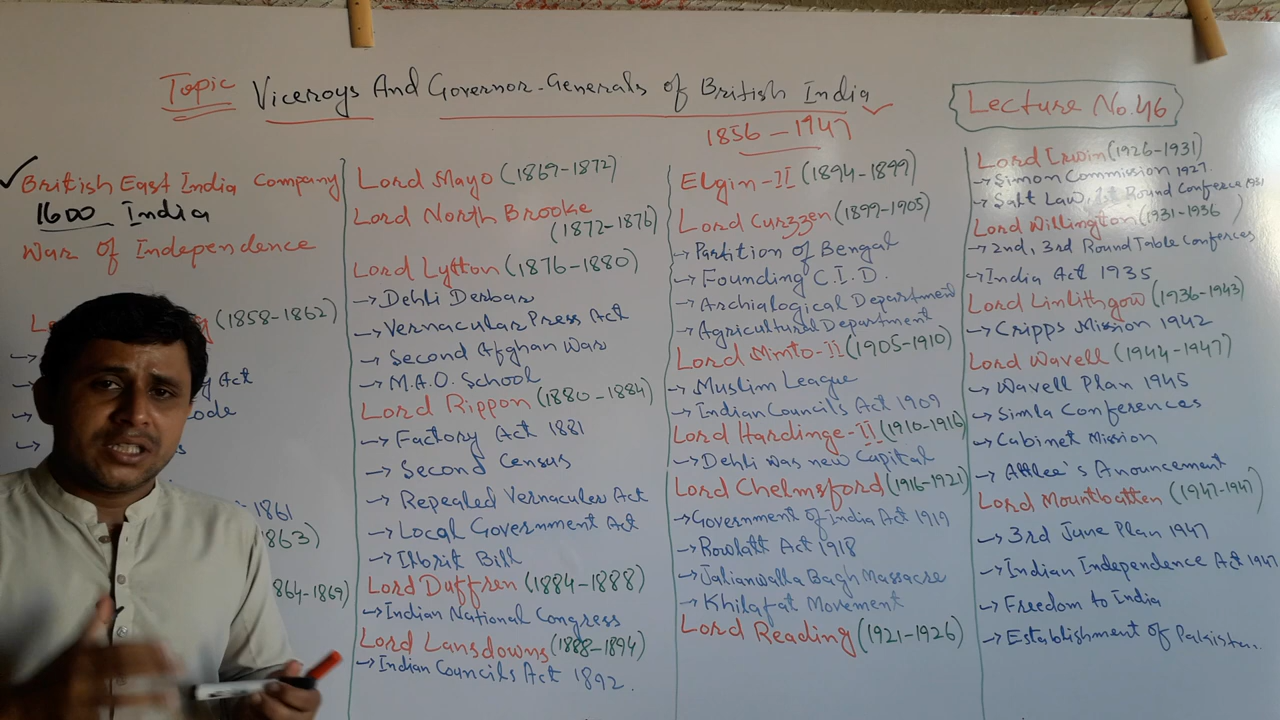 Topic Viceroys And Governor-Generals of British India
1856-1947
Lecture No.46
British East India Company
1600 India
War of Independence
(1858-1862)
Act
Code
1861
1863)
1864-1869)
Lord Mayo (1869-1872)
Lord North Brooke
(1872-1876)
Lord Lytton (1876-1880)
→Dehli Derbar
→Vernacular Press Act
→Second Afghan War
→M.A.O. School
Lord Rippon (1880-1884)
→Factory Act 1881
→Second Census
→Repealed Vernacular Act
→Local Government Act
→Ilbrit Bill
Lord Duffren (1884-1888)
→Indian National Congress
Lord Lansdowns (1888-1894)
→Indian Councils Act 1892.
Elgin-II (1894-1899)
Lord Curzzen (1899-1905)
→Partition of Bengal
→Founding C.I.D.
→Archialogical Department
→Agricultural Department
Lord Minto-II (1905-1910)
→Muslim League
→Indian Council's Act 1909
Lord Hardinge-II (1910-1916)
→Dehli was new Capital
Lord Chelmsford (1916-1921)
→Government of India Act 1919
→Rowlatt Act 1918
→Jalianwalla Bagh Massacre
→Khilafat Movement
Lord Reading (1921-1926)
Lord Irwin (1926-1931)
→Simon Commission 1927.
→Salt Law, 1st Round Conference 1931
Lord Willington (1931-1936)
→2nd, 3rd Round Table Confernces
→India Act 1935
Lord Linlithgow (1936-1943)
→Cripps Mission 1942
Lord Wavell (1944-1947)
→Wavell Plan 1945
→Simla Conferences
→Cabinet Mission
→Attlee's Anouncement
Lord Mountbatten (1947-1947)
→3rd June Plan 1947
→Indian Independence Act 1947
→Freedom to India
→Establishment of Pakistan.